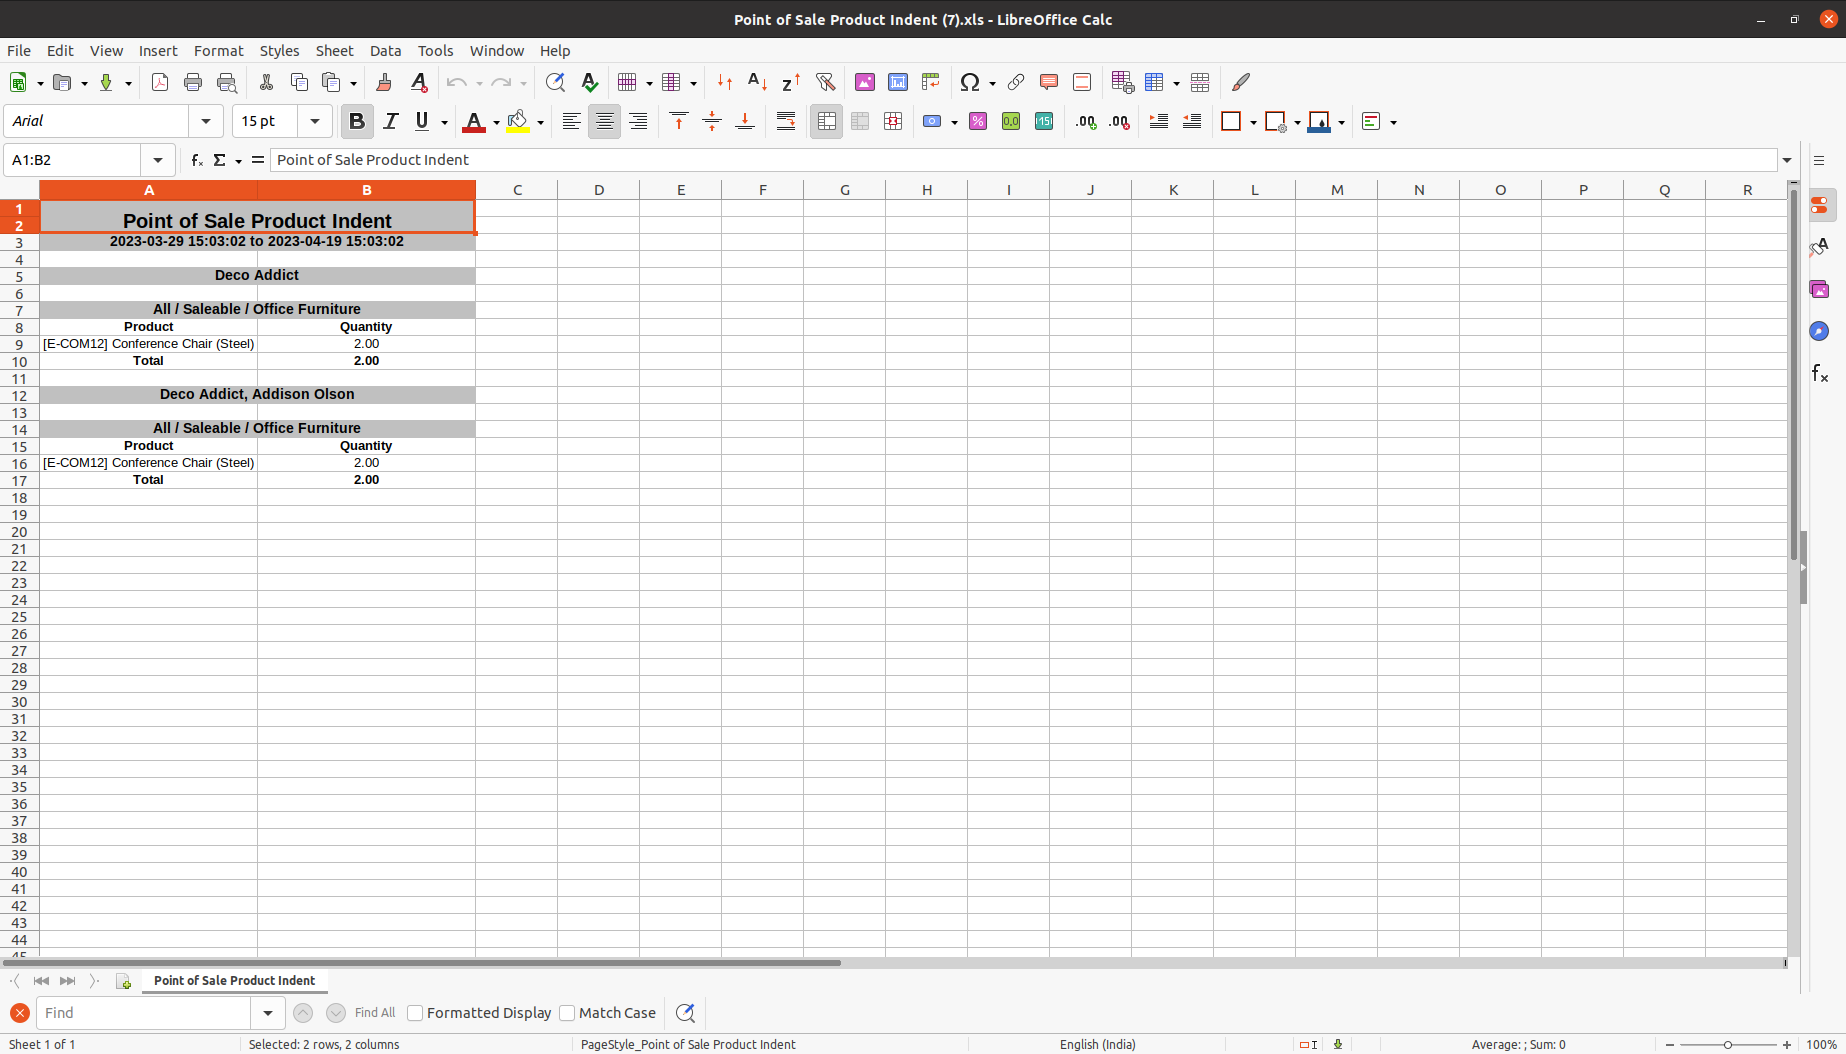 Point of Sale Product Indent (7).xls - LibreOffice Calc
File Edit View Insert Format Styles Sheet Data Tools Window Help
Arial 15 pt
A1:B2 Point of Sale Product Indent
A B C D E F G H I J K L M N O P Q R
1
2 Point of Sale Product Indent
3 2023-03-29 15:03:02 to 2023-04-19 15:03:02
4
5 Deco Addict
6
7 All / Saleable / Office Furniture
8 Product Quantity
9 [E-COM12] Conference Chair (Steel) 2.00
10 Total 2.00
11
12 Deco Addict, Addison Olson
13
14 All / Saleable / Office Furniture
15 Product Quantity
16 [E-COM12] Conference Chair (Steel) 2.00
17 Total 2.00
18
19
20
21
22
23
24
25
26
27
28
29
30
31
32
33
34
35
36
37
38
39
40
41
42
43
44
45
Point of Sale Product Indent
Find Find All Formatted Display Match Case
Sheet 1 of 1 Selected: 2 rows, 2 columns PageStyle_Point of Sale Product Indent English (India) Average: ; Sum: 0 100%